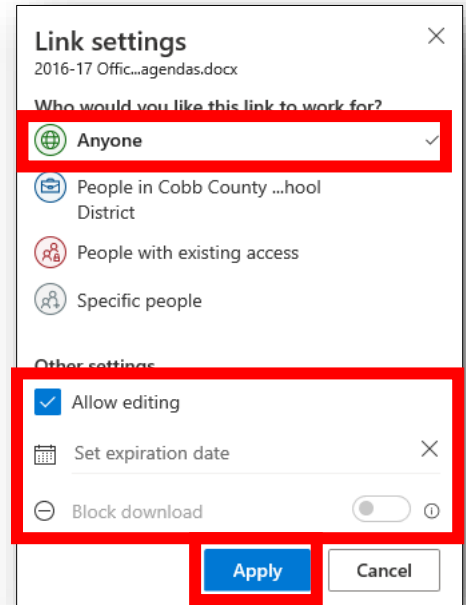 Link settings
2016-17 Offic...agendas.docx
Who would you like this link to work for?
Anyone
People in Cobb County ...hool
District
People with existing access
Specific people
Other settings
Allow editing
Set expiration date
Block download
Apply
Cancel